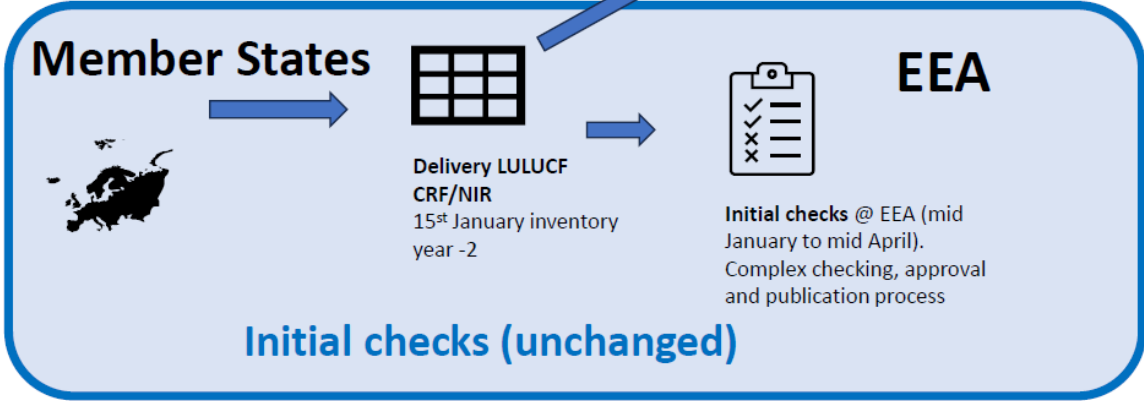 Member States
EEA
Delivery LULUCF
CRF/NIR
15st January inventory
year -2
Initial checks @ EEA (mid
January to mid April).
Complex checking, approval
and publication process
Initial checks (unchanged)